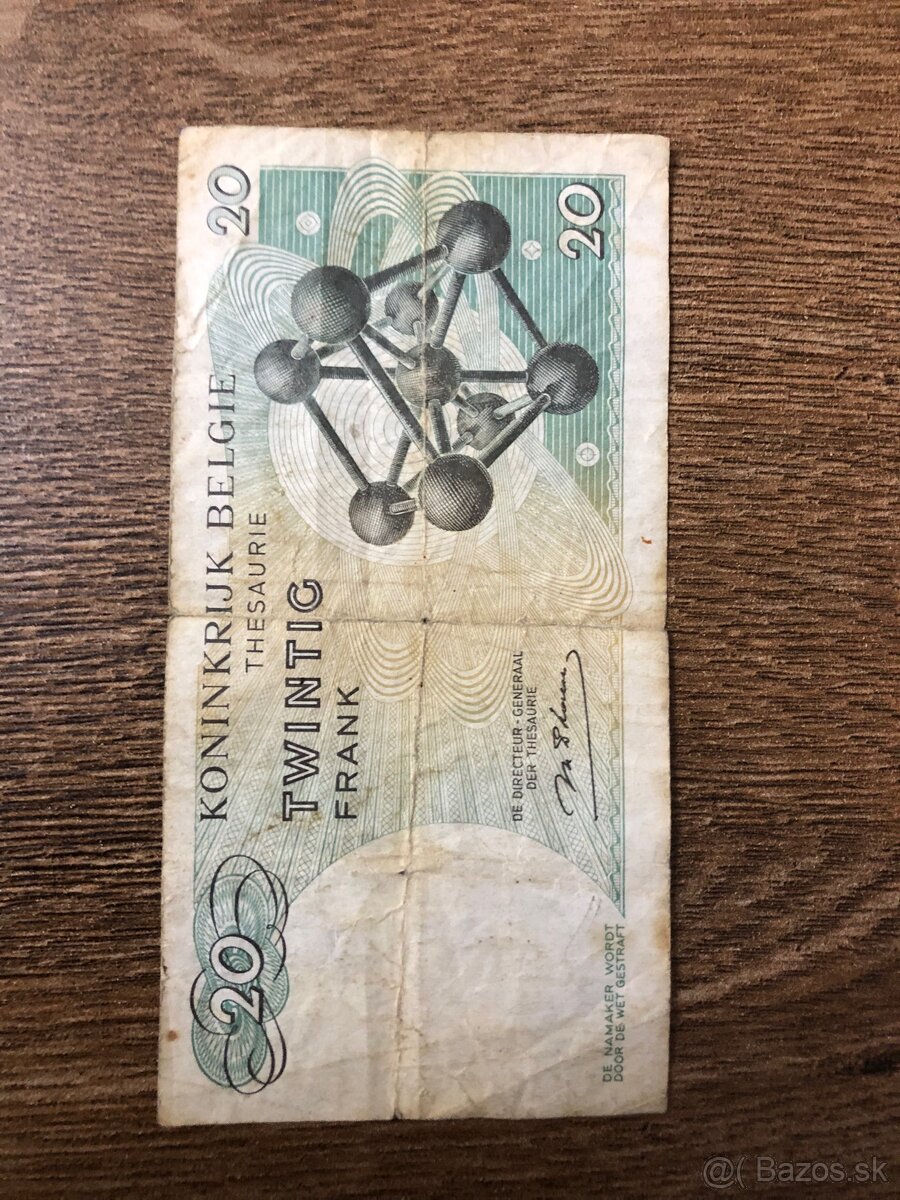 KONINKRIJK BELGIE
THESAURIE
20
TWINTIG
FRANK
20
20
DE DIRECTEUR-GENERAAL
DER THESAURIE
DE NAMAKER WORDT
DOOR DE WET GESTRAFT
@( Bazos.sk